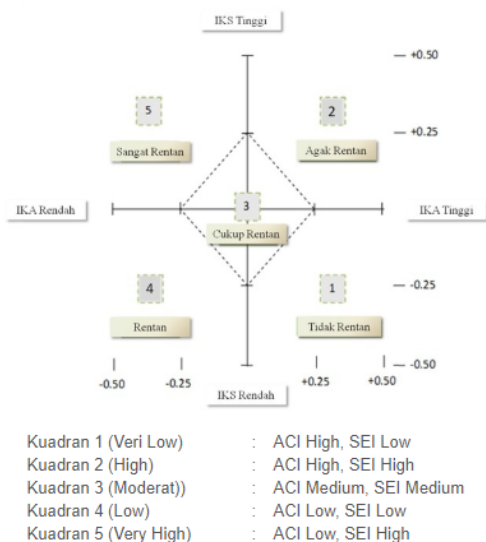 IKS Tinggi
+0.50
5
2
+0.25
Sangat Rentan
Agak Rentan
IKA Rendah
3
IKA Tinggi
Cukup Rentan
4
1
-0.25
Rentan
Tidak Rentan
-0.50
-0.50
-0.25
+0.25
+0.50
IKS Rendah
Kuadran 1 (Veri Low) : ACI High, SEI Low
Kuadran 2 (High) : ACI High, SEI High
Kuadran 3 (Moderat)) : ACI Medium, SEI Medium
Kuadran 4 (Low) : ACI Low, SEI Low
Kuadran 5 (Very High) : ACI Low, SEI High